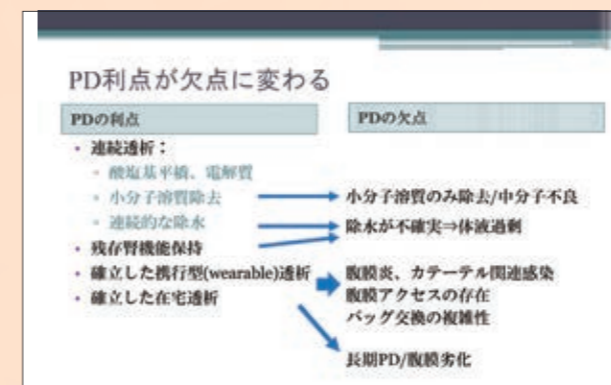 PD利点が欠点に変わる
PDの利点
・連続透析：
・酸塩基平衡、電解質
・小分子溶質除去
・連続的な除水
・残存腎機能保持
・確立した携行型(wearable)透析
・確立した在宅透析
PDの欠点
小分子溶質のみ除去/中分子不良
除水が不確実⇒体液過剰
腹膜炎、カテーテル関連感染
腹膜アクセスの存在
バッグ交換の複雑性
長期PD/腹膜劣化